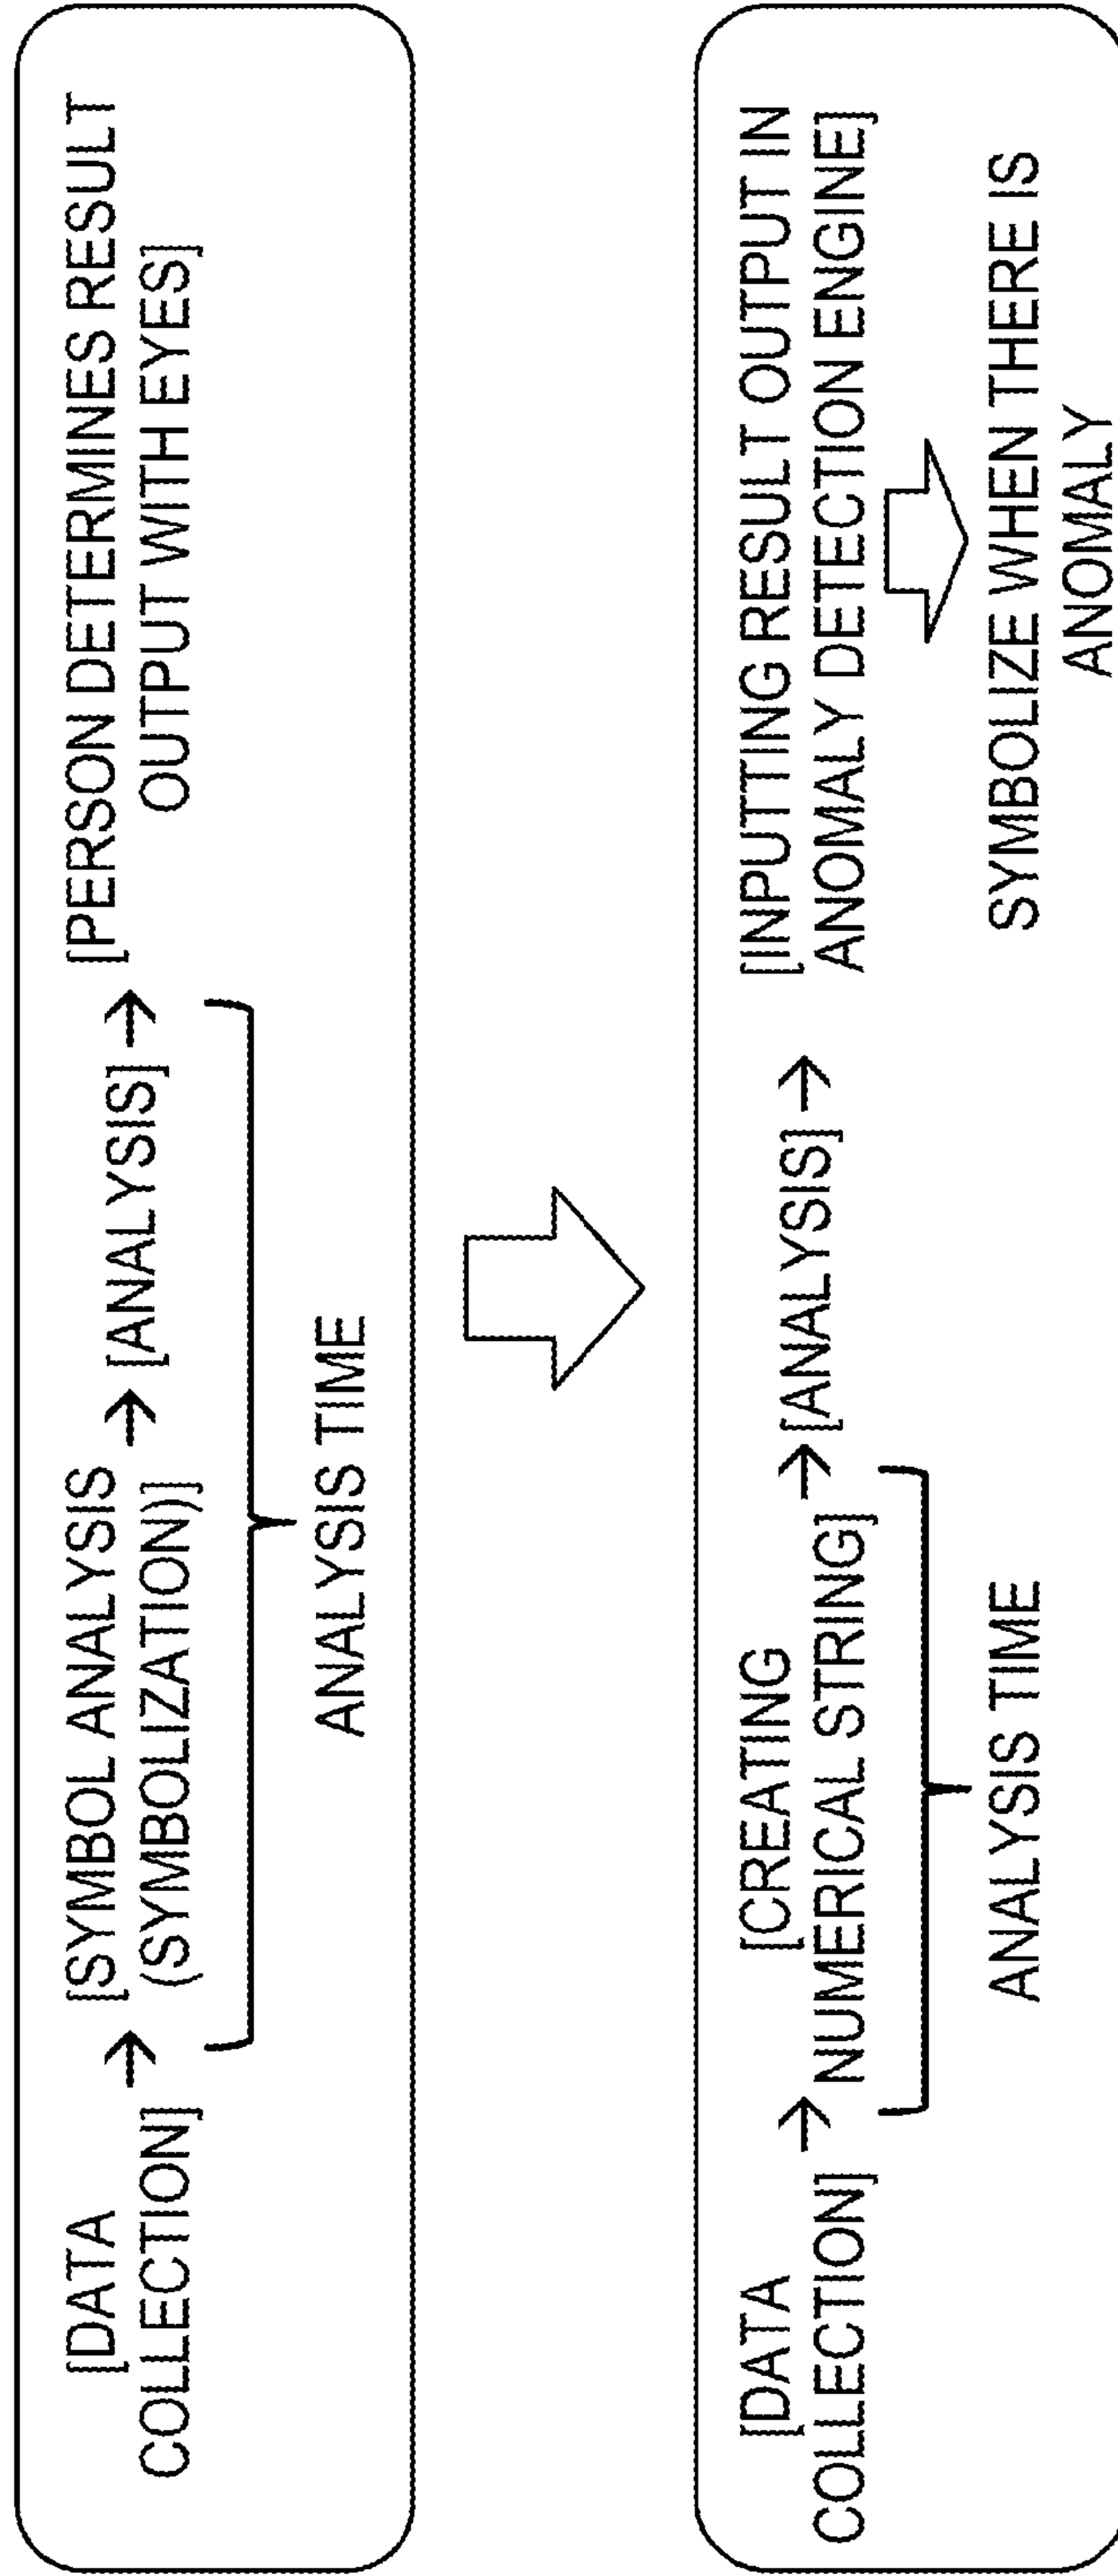 [DATA
COLLECTION]
→
[SYMBOL ANALYSIS
(SYMBOLIZATION)]
→
[ANALYSIS]
→
[PERSON DETERMINES RESULT
OUTPUT WITH EYES]
ANALYSIS TIME
[DATA
COLLECTION]
→
[CREATING
NUMERICAL STRING]
→
[ANALYSIS]
→
[INPUTTING RESULT OUTPUT IN
ANOMALY DETECTION ENGINE]
ANALYSIS TIME
SYMBOLIZE WHEN THERE IS
ANOMALY